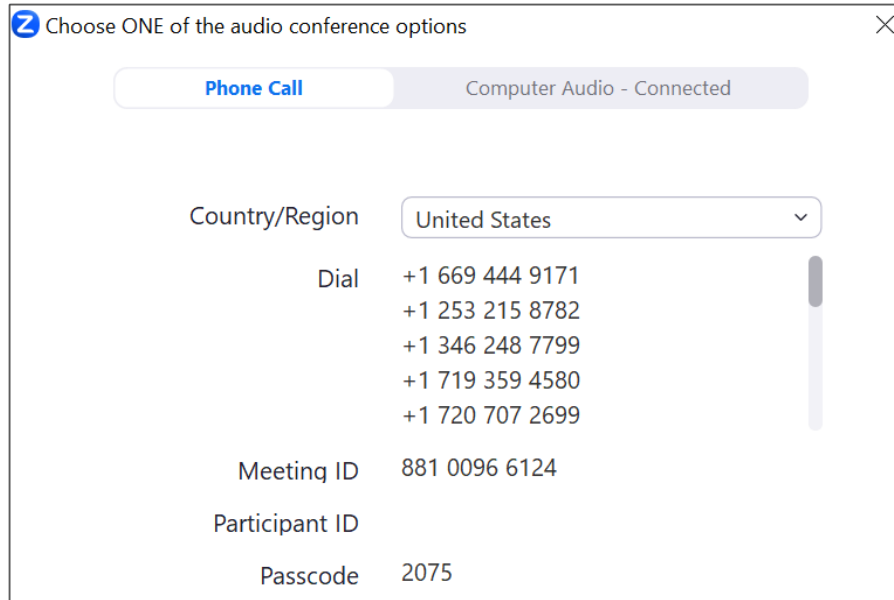 Choose ONE of the audio conference options
Phone Call Computer Audio - Connected
Country/Region United States
Dial +1 669 444 9171
+1 253 215 8782
+1 346 248 7799
+1 719 359 4580
+1 720 707 2699
Meeting ID 881 0096 6124
Participant ID
Passcode 2075